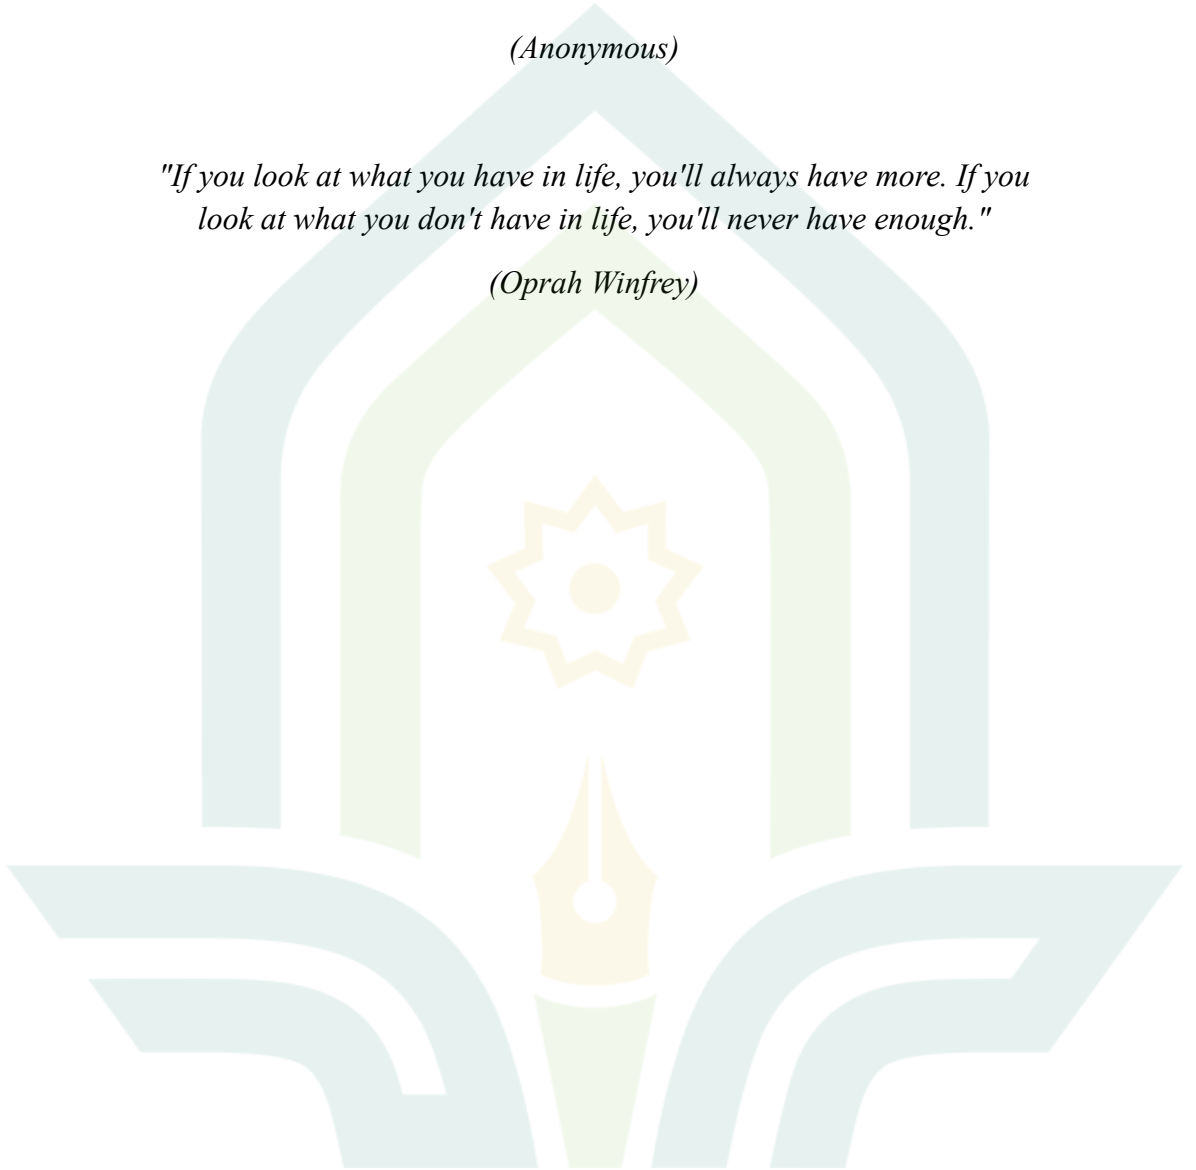 (Anonymous)
"If you look at what you have in life, you'll always have more. If you
look at what you don't have in life, you'll never have enough."
(Oprah Winfrey)